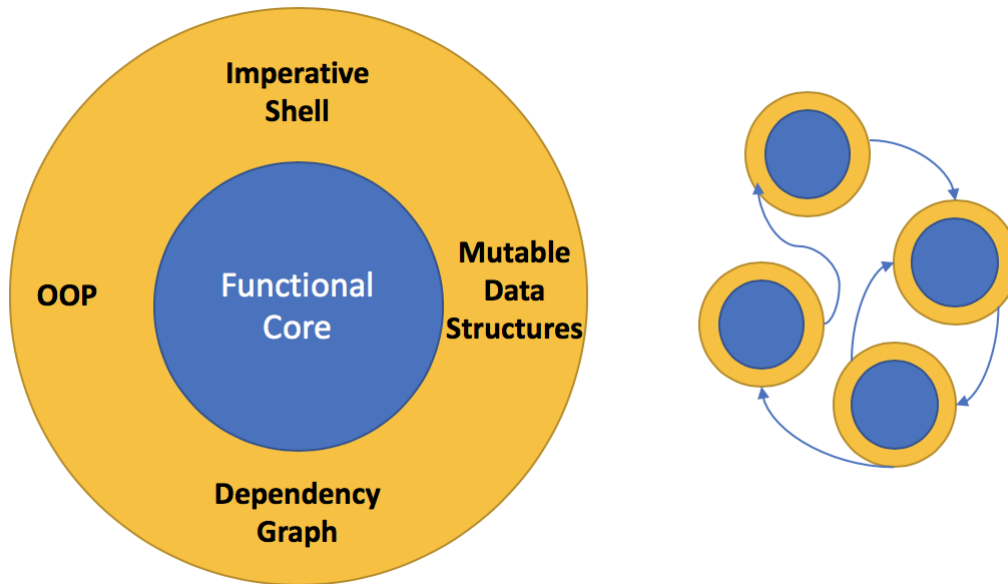 Imperative
Shell
OOP
Functional
Core
Mutable
Data
Structures
Dependency
Graph